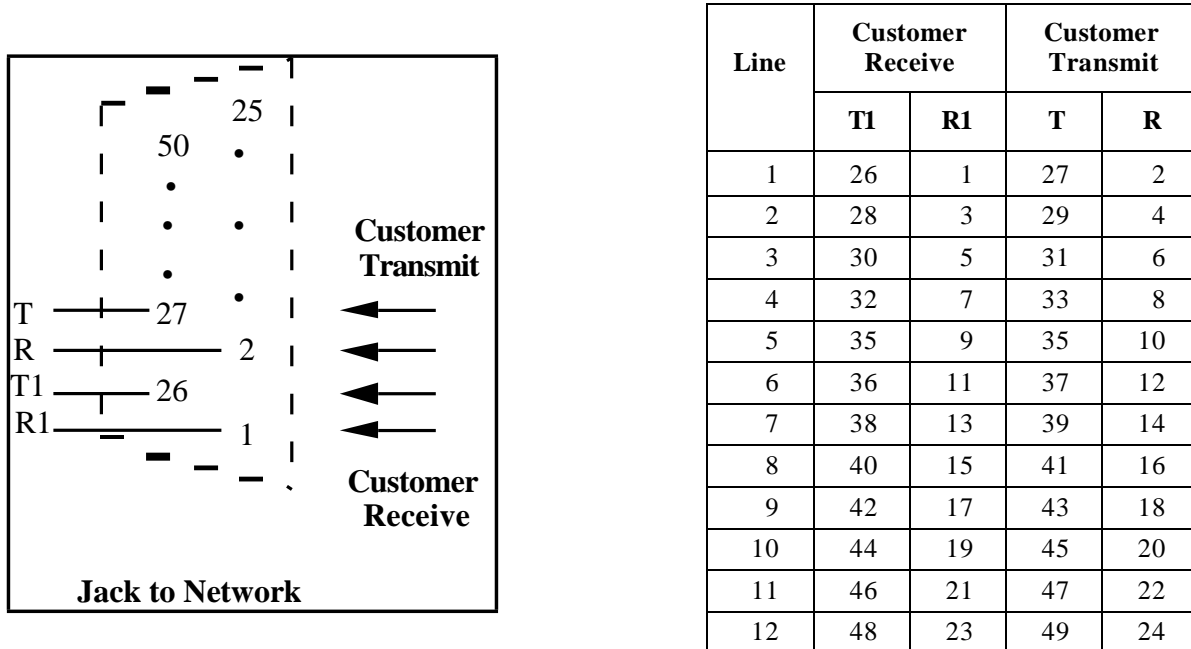 25
50
Customer
Transmit
T 27
R 2
T1 26
R1 1
Customer
Receive
Jack to Network
Line Customer Receive Customer Transmit
T1 R1 T R
1 26 1 27 2
2 28 3 29 4
3 30 5 31 6
4 32 7 33 8
5 35 9 35 10
6 36 11 37 12
7 38 13 39 14
8 40 15 41 16
9 42 17 43 18
10 44 19 45 20
11 46 21 47 22
12 48 23 49 24